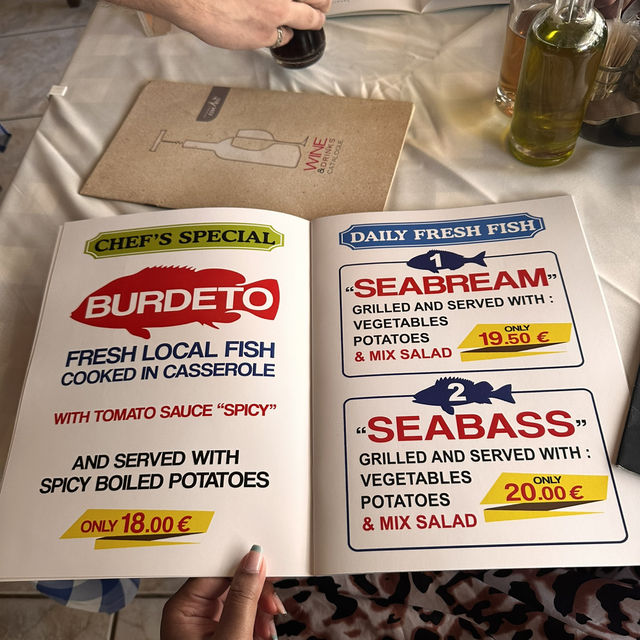 WINE
&DRINKS
CATALOGUE
CHEF'S SPECIAL
BURDETO
FRESH LOCAL FISH
COOKED IN CASSEROLE
WITH TOMATO SAUCE “SPICY”
AND SERVED WITH
SPICY BOILED POTATOES
ONLY 18.00 €
DAILY FRESH FISH
1
“SEABREAM”
GRILLED AND SERVED WITH :
VEGETABLES
POTATOES
& MIX SALAD
ONLY
19.50 €
2
“SEABASS”
GRILLED AND SERVED WITH :
VEGETABLES
POTATOES
& MIX SALAD
ONLY
20.00 €